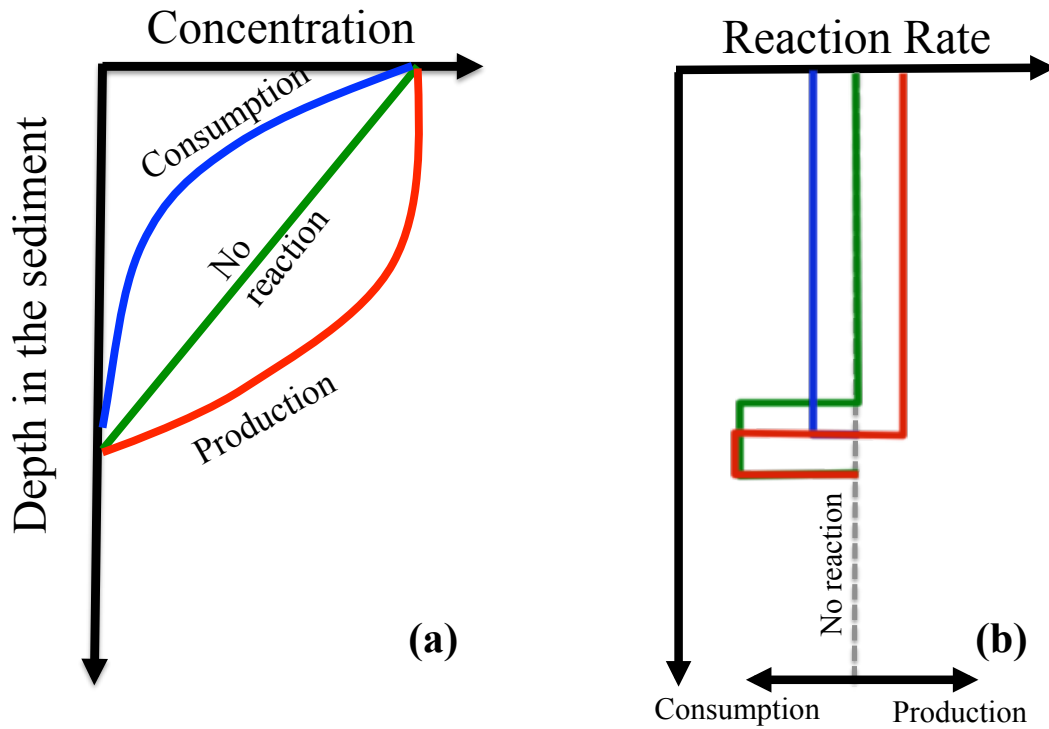 Concentration
Depth in the sediment
Consumption
No
reaction
Production
(a)
Reaction Rate
No reaction
(b)
Consumption
Production